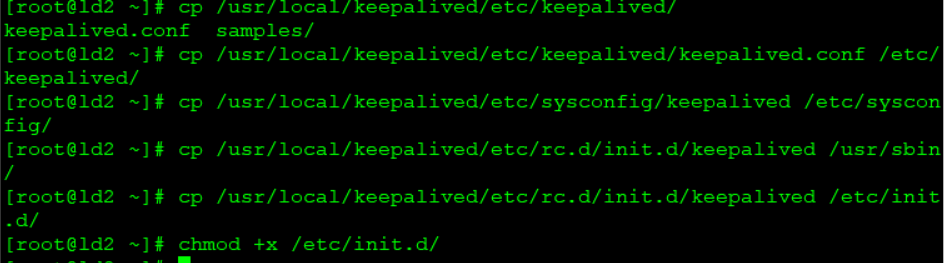 [root@ld2 ~]# cp /usr/local/keepalived/etc/keepalived/
keepalived.conf  samples/
[root@ld2 ~]# cp /usr/local/keepalived/etc/keepalived/keepalived.conf /etc/
keepalived/
[root@ld2 ~]# cp /usr/local/keepalived/etc/sysconfig/keepalived /etc/syscon
fig/
[root@ld2 ~]# cp /usr/local/keepalived/etc/rc.d/init.d/keepalived /usr/sbin
/
[root@ld2 ~]# cp /usr/local/keepalived/etc/rc.d/init.d/keepalived /etc/init
.d/
[root@ld2 ~]# chmod +x /etc/init.d/